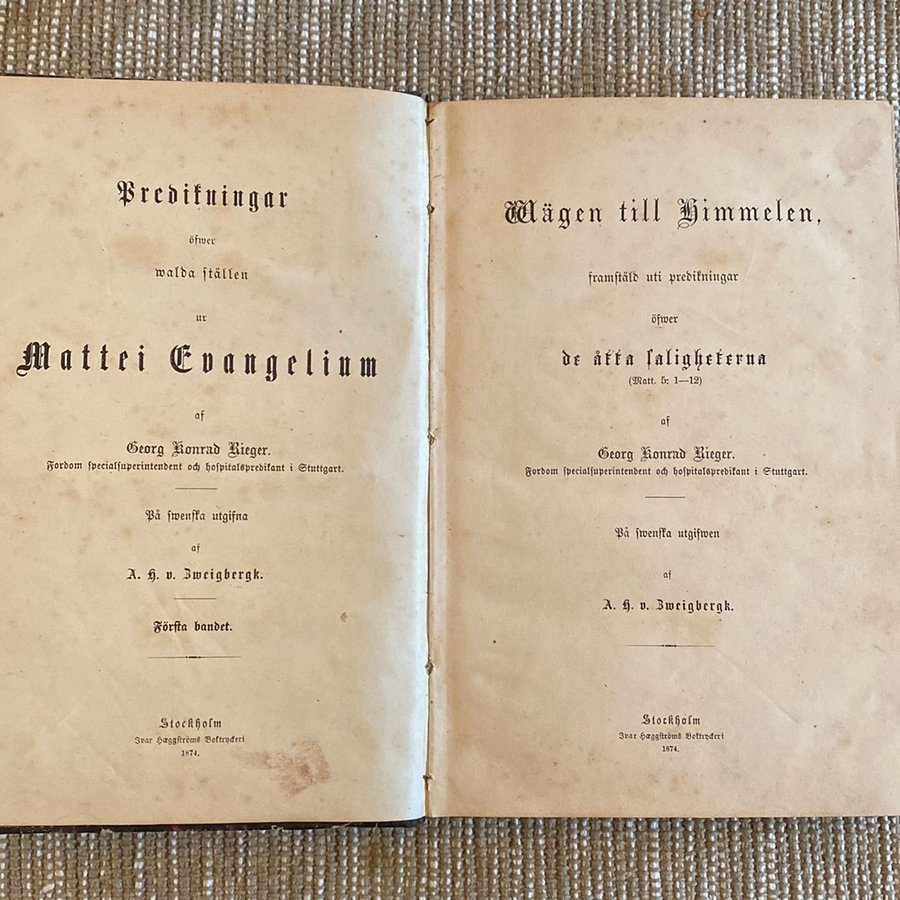 Predikningar
öfwer
walda ställen
ur
Mattei Evangelium
af
Georg Konrad Rieger.
Fordom specialsuperintendent och hospitalspredikant i Stuttgart.
På swenska utgifna
af
A. H. v. Zweigbergk.
Första bandet.
Stockholm
Ivar Hæggströms Boktryckeri
1874.
Wägen till Himmelen,
framstäld uti predikningar
öfwer
de åtta saligheterna
(Matt. 5: 1—12)
af
Georg Konrad Rieger.
Fordom specialsuperintendent och hospitalspredikant i Stuttgart.
På swenska utgifwen
af
A. H. v. Zweigbergk.
Stockholm
Ivar Hæggströms Boktryckeri
1874.